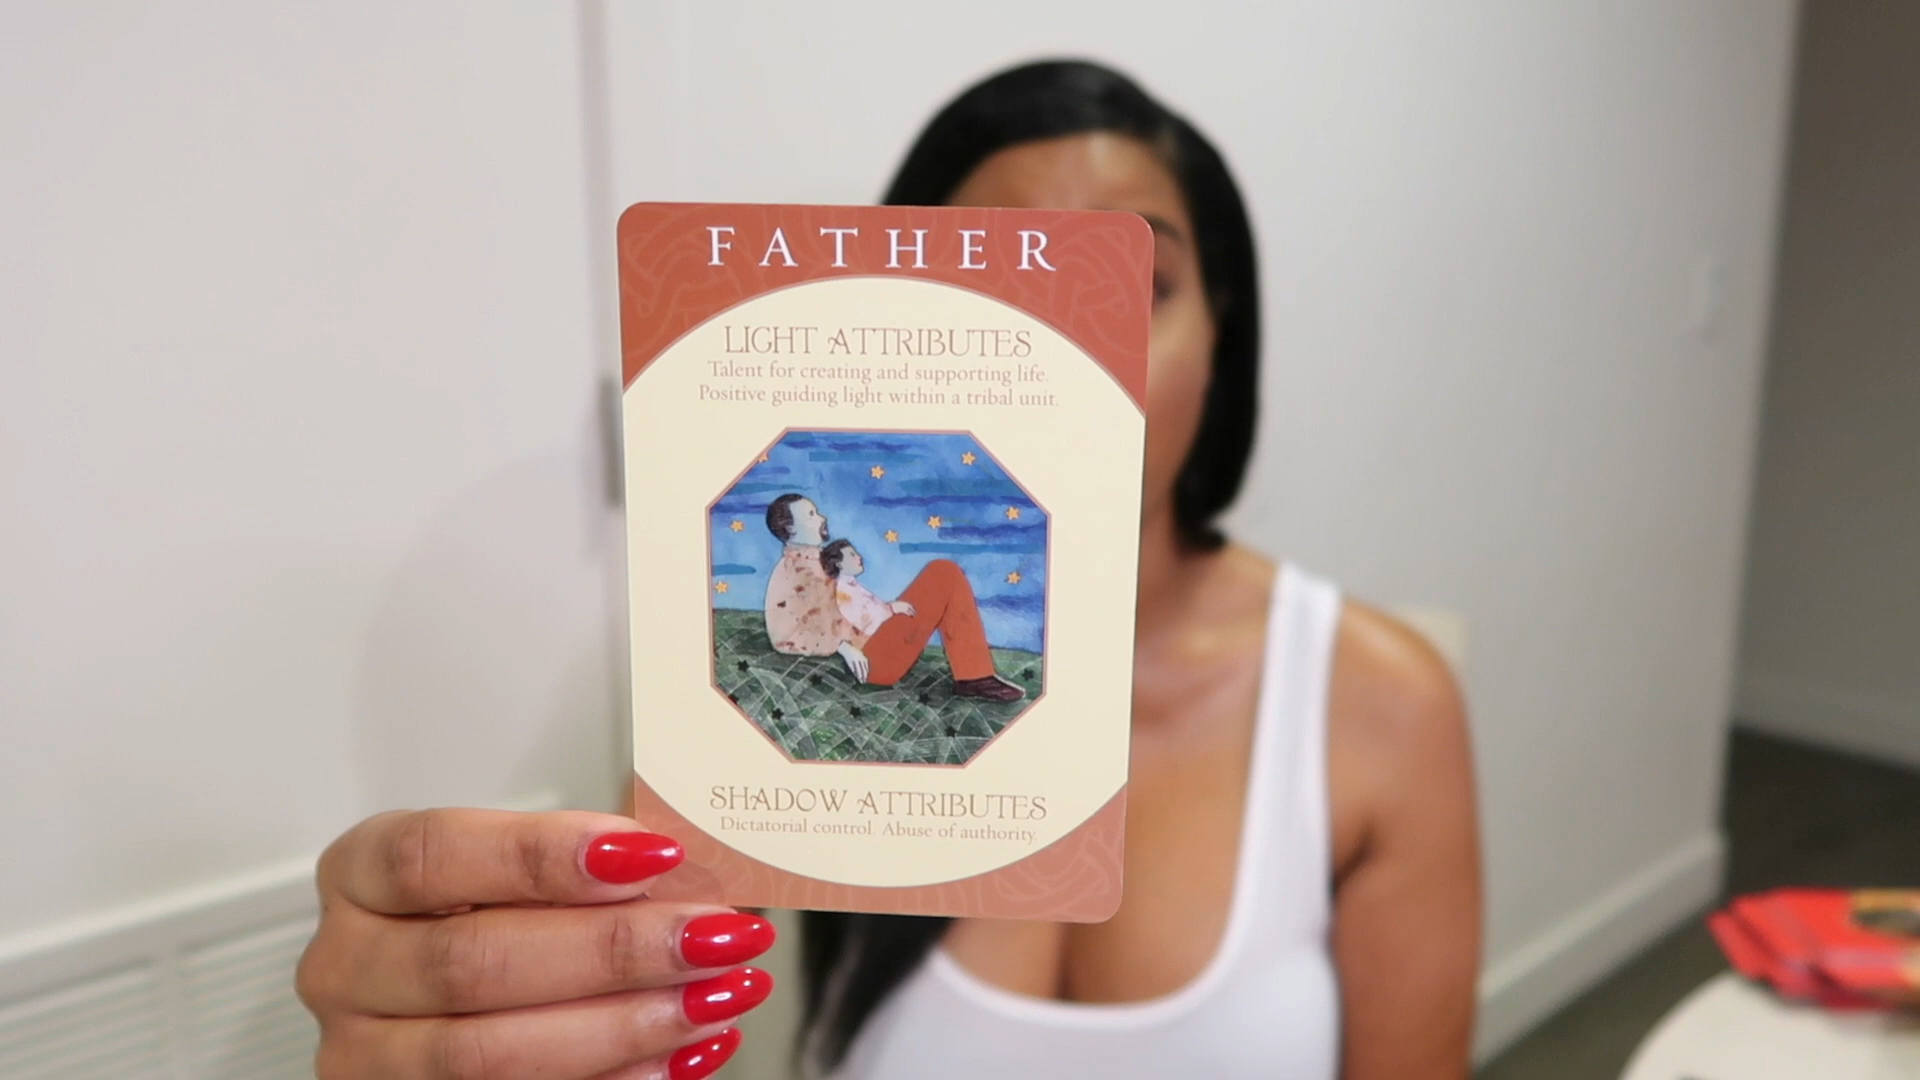 FATHER
LIGHT ATTRIBUTES
Talent for creating and supporting life.
Positive guiding light within a tribal unit.
SHADOW ATTRIBUTES
Dictatorial control. Abuse of authority.